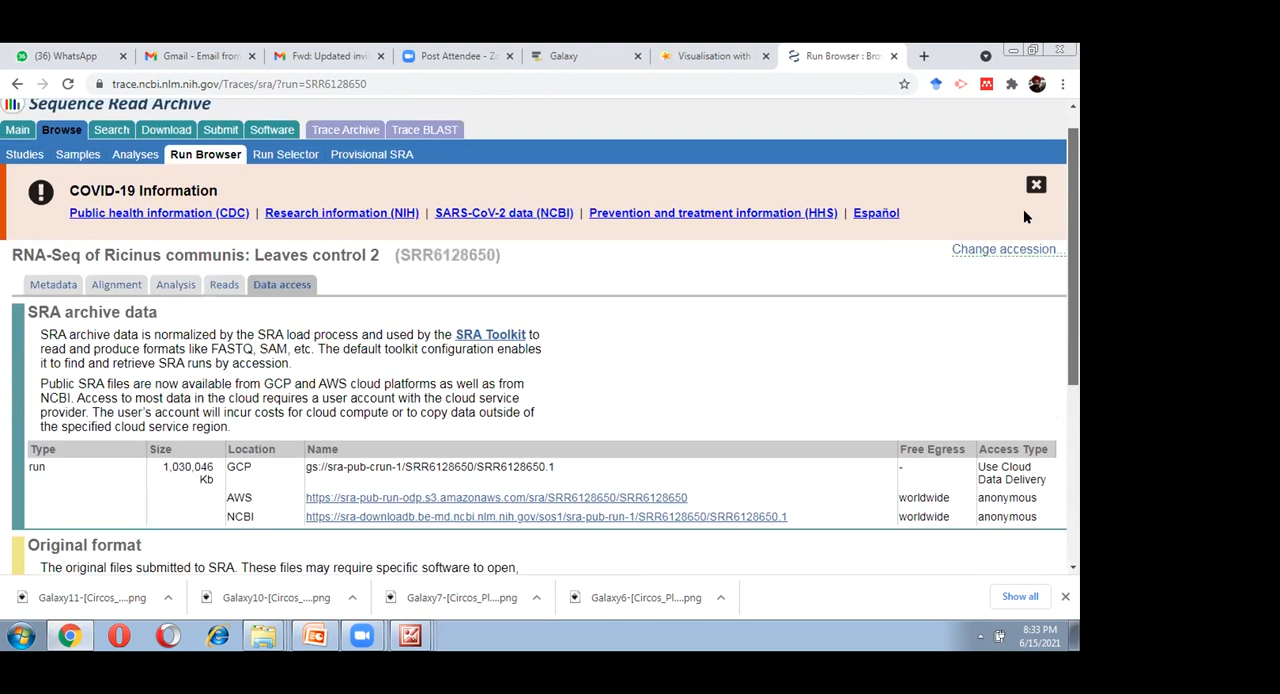 (36) WhatsApp
Gmail - Email from
Fwd: Updated invi
Post Attendee - Zo
Galaxy
Visualisation with
Run Browser : Bro
trace.ncbi.nlm.nih.gov/Traces/sra/?run=SRR6128650
Sequence Read Archive
Main Browse Search Download Submit Software Trace Archive Trace BLAST
Studies Samples Analyses Run Browser Run Selector Provisional SRA
COVID-19 Information
Public health information (CDC) | Research information (NIH) | SARS-CoV-2 data (NCBI) | Prevention and treatment information (HHS) | Español
RNA-Seq of Ricinus communis: Leaves control 2 (SRR6128650)
Change accession...
Metadata Alignment Analysis Reads Data access
SRA archive data
SRA archive data is normalized by the SRA load process and used by the SRA Toolkit to
read and produce formats like FASTQ, SAM, etc. The default toolkit configuration enables
it to find and retrieve SRA runs by accession.
Public SRA files are now available from GCP and AWS cloud platforms as well as from
NCBI. Access to most data in the cloud requires a user account with the cloud service
provider. The user's account will incur costs for cloud compute or to copy data outside of
the specified cloud service region.
Type Size Location Name Free Egress Access Type
run 1,030,046 Kb GCP gs://sra-pub-crun-1/SRR6128650/SRR6128650.1 - Use Cloud Data Delivery
AWS https://sra-pub-run-odp.s3.amazonaws.com/sra/SRR6128650/SRR6128650 worldwide anonymous
NCBI https://sra-downloadb.be-md.ncbi.nlm.nih.gov/sos1/sra-pub-run-1/SRR6128650/SRR6128650.1 worldwide anonymous
Original format
The original files submitted to SRA. These files may require specific software to open,
Galaxy11-[Circos_....png
Galaxy10-[Circos_....png
Galaxy7-[Circos_Pl....png
Galaxy6-[Circos_Pl....png
Show all
8:33 PM
6/15/2021